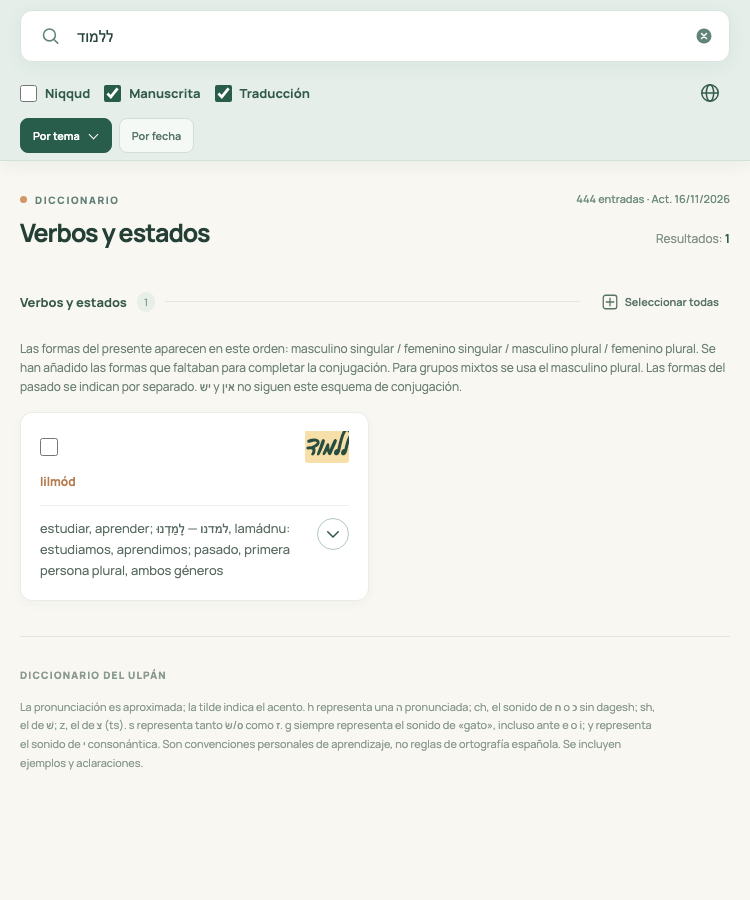 ללמוד
Niqqud Manuscrita Traducción
Por tema Por fecha
DICCIONARIO 444 entradas · Act. 16/11/2026
Verbos y estados Resultados: 1
Verbos y estados 1 Seleccionar todas
Las formas del presente aparecen en este orden: masculino singular / femenino singular / masculino plural / femenino plural. Se
han añadido las formas que faltaban para completar la conjugación. Para grupos mixtos se usa el masculino plural. Las formas del
pasado se indican por separado. יש y אין no siguen este esquema de conjugación.
ללמוד
lilmód
estudiar, aprender; לָמַדְנוּ — למדנו, lamádnu:
estudiamos, aprendimos; pasado, primera
persona plural, ambos géneros
DICCIONARIO DEL ULPÁN
La pronunciación es aproximada; la tilde indica el acento. h representa una ה pronunciada; ch, el sonido de ח o כ sin dagesh; sh,
el de שׁ; z, el de צ (ts). s representa tanto ס/שׂ como ז. g siempre representa el sonido de «gato», incluso ante e o i; y representa
el sonido de י consonántica. Son convenciones personales de aprendizaje, no reglas de ortografía española. Se incluyen
ejemplos y aclaraciones.